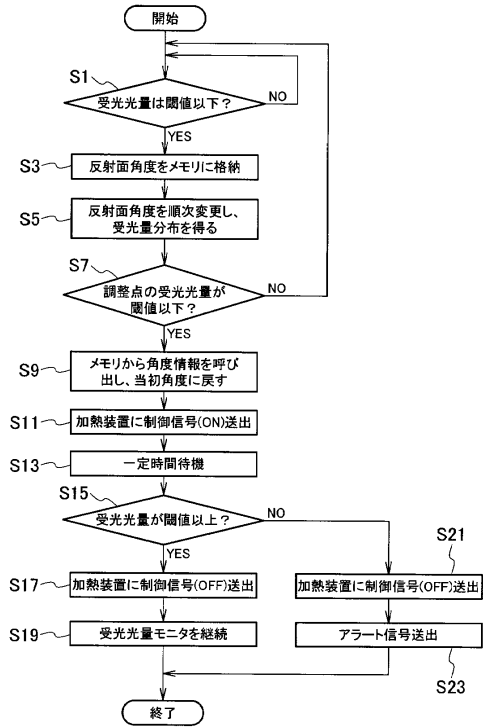 開始
S1
受光光量は閾値以下？
NO
YES
S3
反射面角度をメモリに格納
S5
反射面角度を順次変更し、
受光量分布を得る
S7
調整点の受光光量が
閾値以下？
NO
YES
S9
メモリから角度情報を呼び
出し、当初角度に戻す
S11
加熱装置に制御信号(ON)送出
S13
一定時間待機
S15
受光光量が閾値以上？
NO
YES
S17
加熱装置に制御信号(OFF)送出
S21
加熱装置に制御信号(OFF)送出
S19
受光光量モニタを継続
アラート信号送出
S23
終了